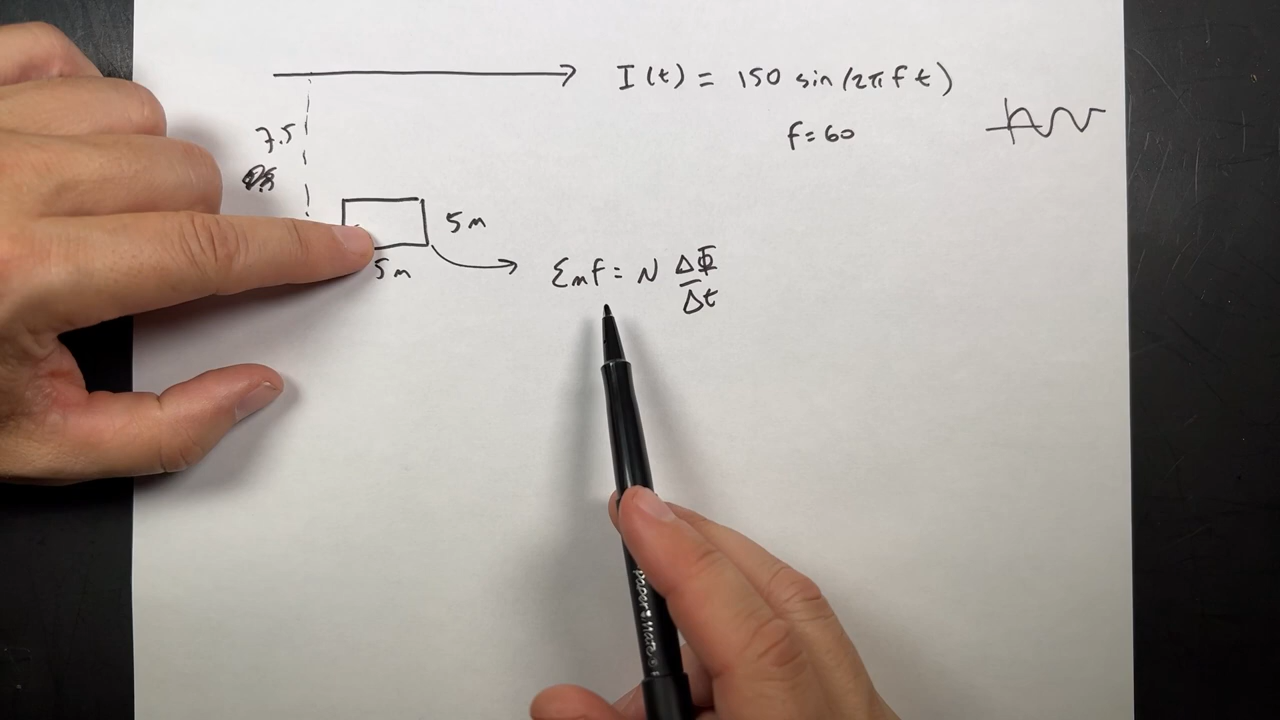 I(t) = 150 sin(2πft)
f=60
7.5
5m
5m
Emf = N ΔΦ/Δt
Paper Mate